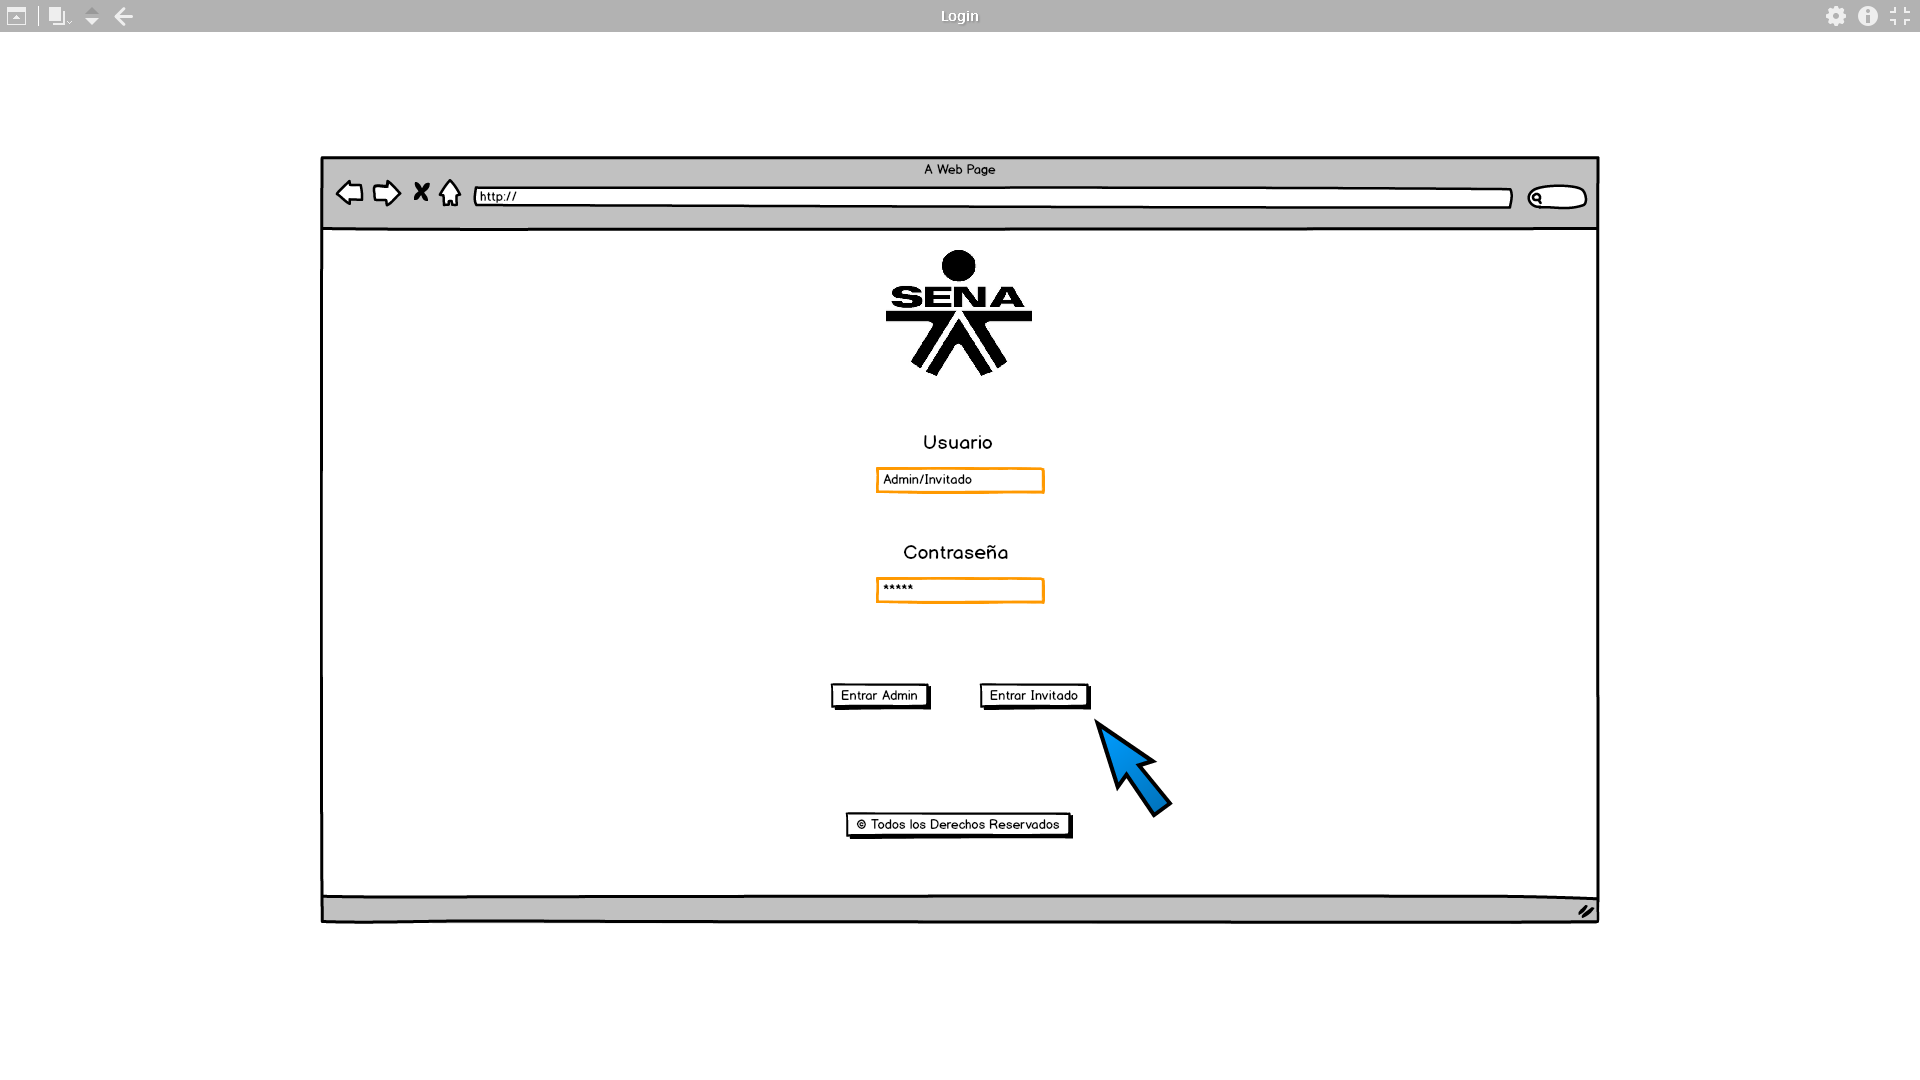 Login
A Web Page
http://
SENA
Usuario
Admin/Invitado
Contraseña
*****
Entrar Admin
Entrar Invitado
© Todos los Derechos Reservados